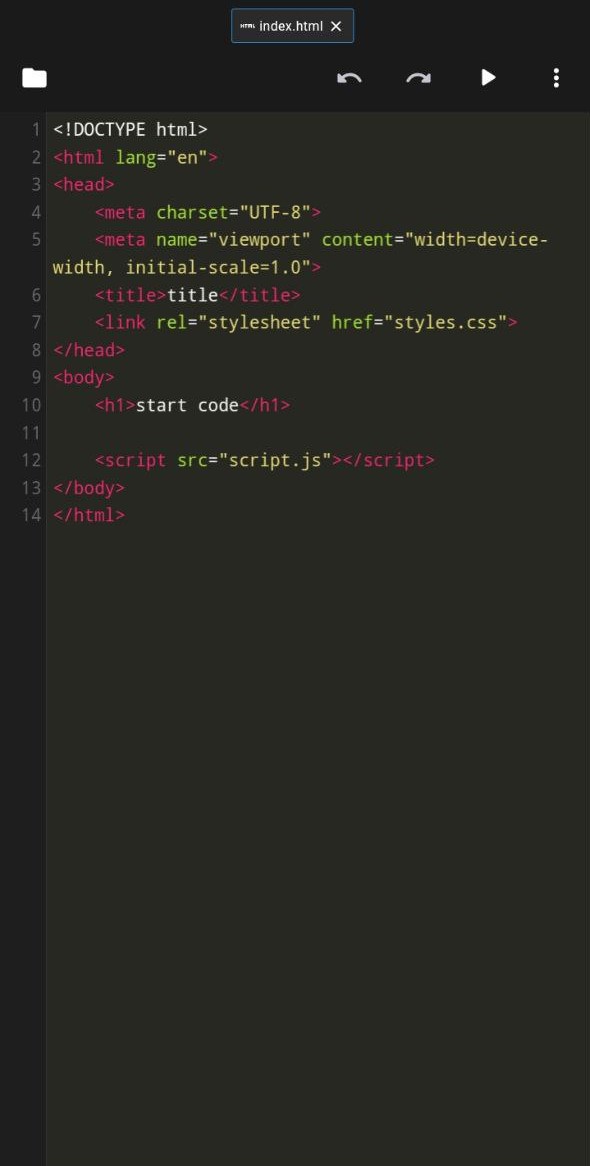 HTML index.html ×
1 <!DOCTYPE html>
2 <html lang="en">
3 <head>
4     <meta charset="UTF-8">
5     <meta name="viewport" content="width=device-
width, initial-scale=1.0">
6     <title>title</title>
7     <link rel="stylesheet" href="styles.css">
8 </head>
9 <body>
10     <h1>start code</h1>
11
12     <script src="script.js"></script>
13 </body>
14 </html>